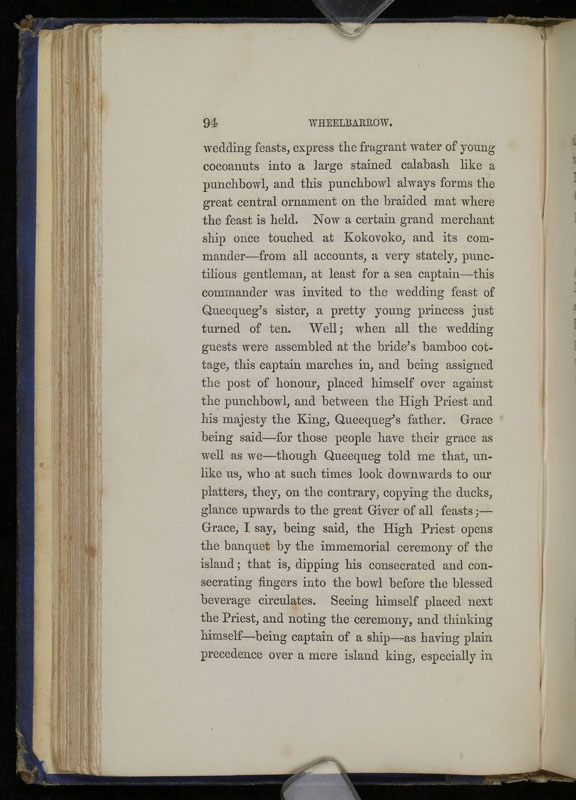 94 WHEELBARROW.
wedding feasts, express the fragrant water of young
cocoanuts into a large stained calabash like a
punchbowl, and this punchbowl always forms the
great central ornament on the braided mat where
the feast is held. Now a certain grand merchant
ship once touched at Kokovoko, and its com-
mander—from all accounts, a very stately, punc-
tilious gentleman, at least for a sea captain—this
commander was invited to the wedding feast of
Queequeg's sister, a pretty young princess just
turned of ten. Well; when all the wedding
guests were assembled at the bride's bamboo cot-
tage, this captain marches in, and being assigned
the post of honour, placed himself over against
the punchbowl, and between the High Priest and
his majesty the King, Queequeg's father. Grace
being said—for those people have their grace as
well as we—though Queequeg told me that, un-
like us, who at such times look downwards to our
platters, they, on the contrary, copying the ducks,
glance upwards to the great Giver of all feasts;—
Grace, I say, being said, the High Priest opens
the banquet by the immemorial ceremony of the
island; that is, dipping his consecrated and con-
secrating fingers into the bowl before the blessed
beverage circulates. Seeing himself placed next
the Priest, and noting the ceremony, and thinking
himself—being captain of a ship—as having plain
precedence over a mere island king, especially in